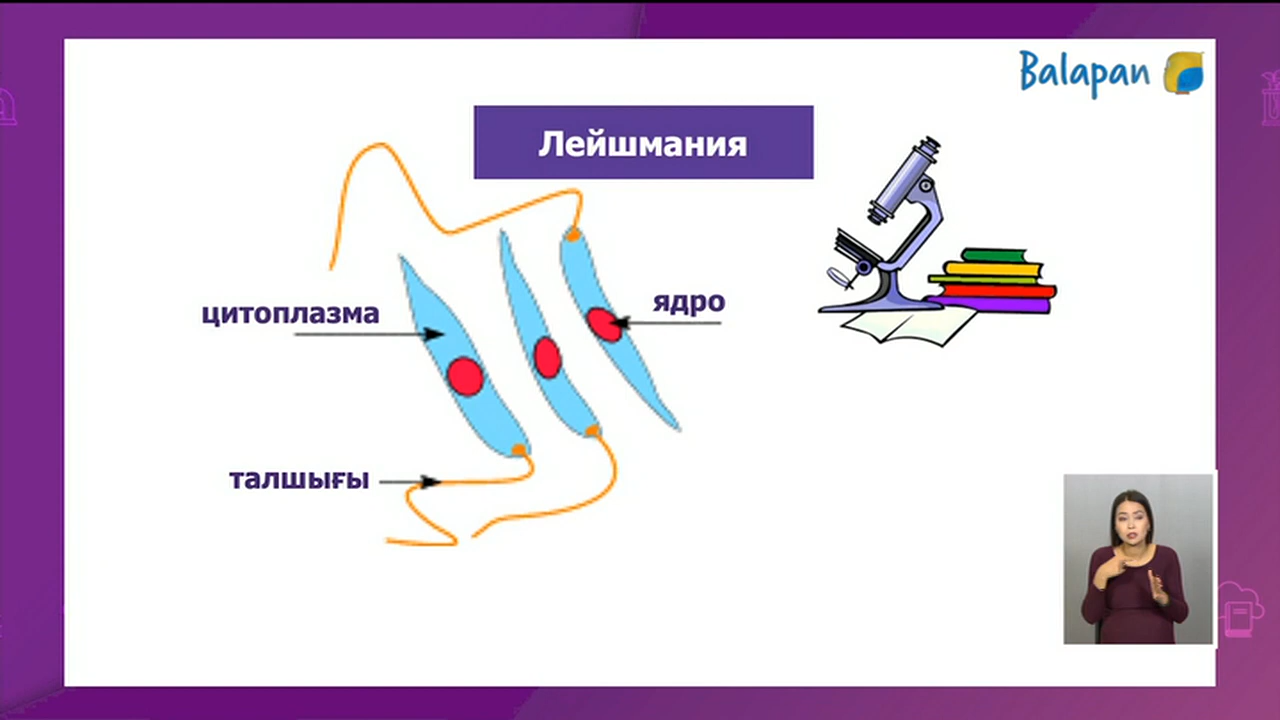 Balapan
Лейшмания
цитоплазма
ядро
талшығы